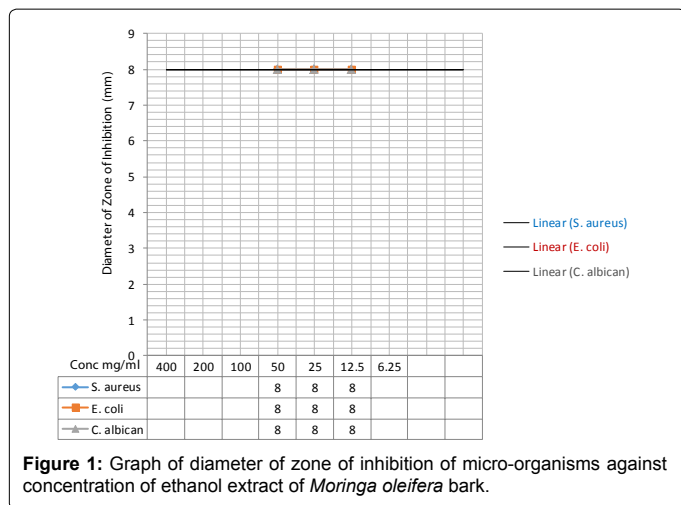 9
8
7
6
5
4
3
2
1
0
Diameter of Zone of Inhibition (mm)
Linear (S. aureus)
Linear (E. coli)
Linear (C. albican)
Conc mg/ml 400 200 100 50 25 12.5 6.25
S. aureus 8 8 8
E. coli 8 8 8
C. albican 8 8 8
Figure 1: Graph of diameter of zone of inhibition of micro-organisms against
concentration of ethanol extract of Moringa oleifera bark.